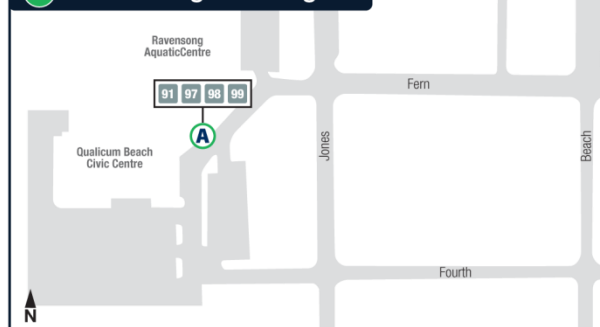 Ravensong
AquaticCentre
91 97 98 99
A
Fern
Jones
Beach
Qualicum Beach
Civic Centre
Fourth
N